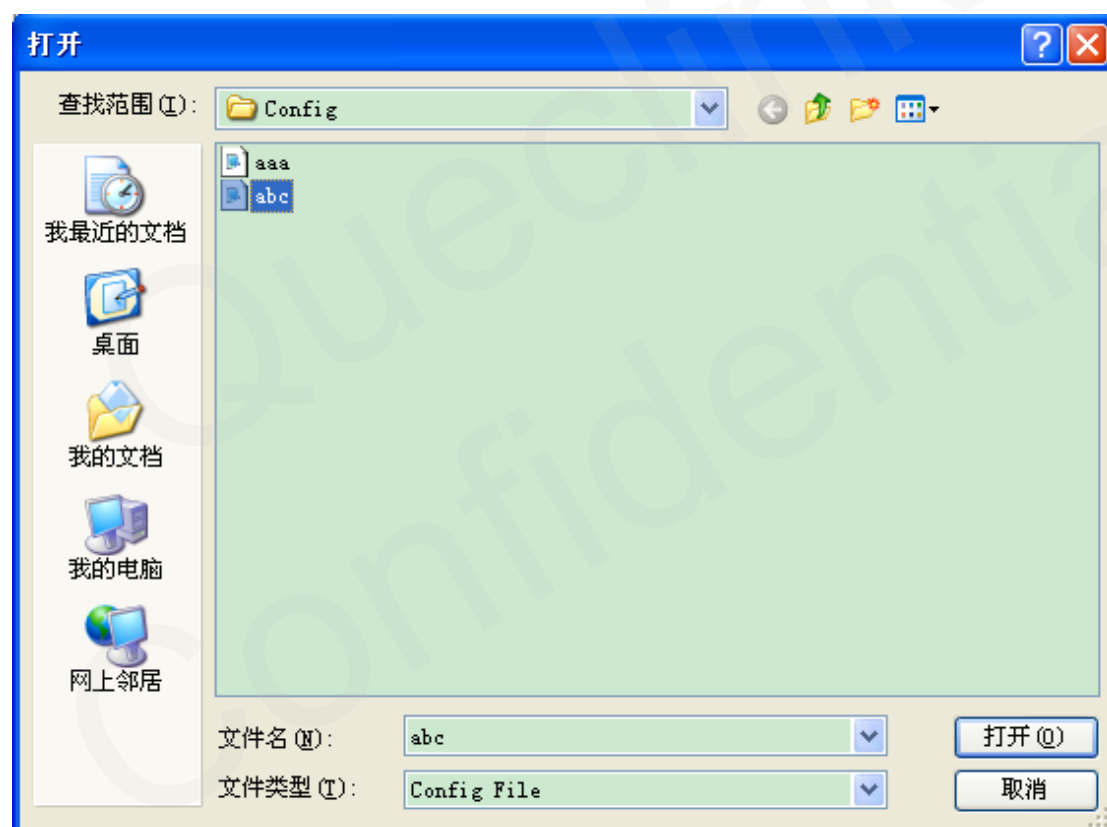 打开
查找范围(I): Config
aaa
abc
我最近的文档
桌面
我的文档
我的电脑
网上邻居
文件名(N): abc 打开(O)
文件类型(T): Config File 取消
Queclink
Confidential